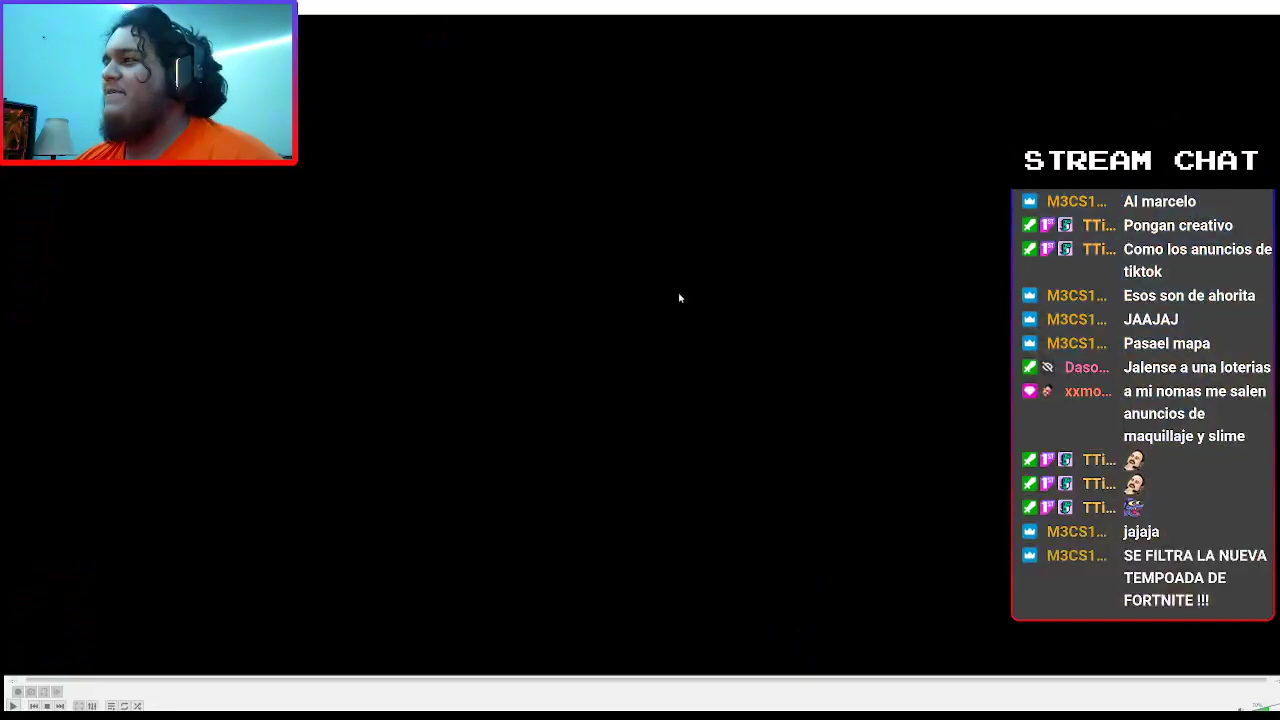 STREAM CHAT
M3CS1... Al marcelo
TTi... Pongan creativo
TTi... Como los anuncios de
tiktok
M3CS1... Esos son de ahorita
M3CS1... JAAJAJ
M3CS1... Pasael mapa
Daso... Jalense a una loterias
xxmo... a mi nomas me salen
anuncios de
maquillaje y slime
TTi...
TTi...
TTi...
M3CS1... jajaja
M3CS1... SE FILTRA LA NUEVA
TEMPOADA DE
FORTNITE !!!